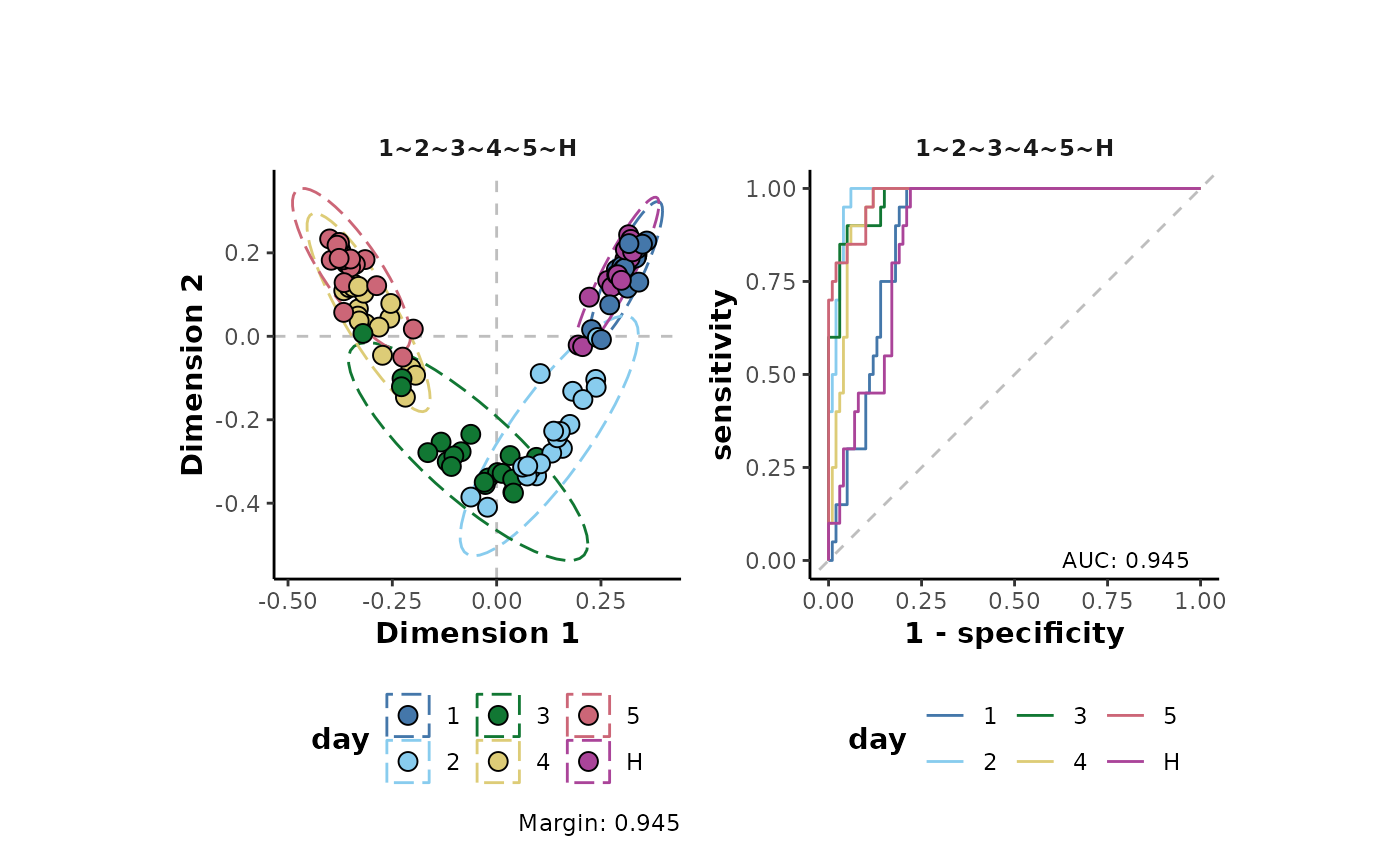 1~2~3~4~5~H
Dimension 2
0.2
0.0
-0.2
-0.4
-0.50 -0.25 0.00 0.25
Dimension 1
day 1 3 5
2 4 H
Margin: 0.945
1~2~3~4~5~H
sensitivity
1.00
0.75
0.50
0.25
0.00
AUC: 0.945
0.00 0.25 0.50 0.75 1.00
1 - specificity
day 1 3 5
2 4 H